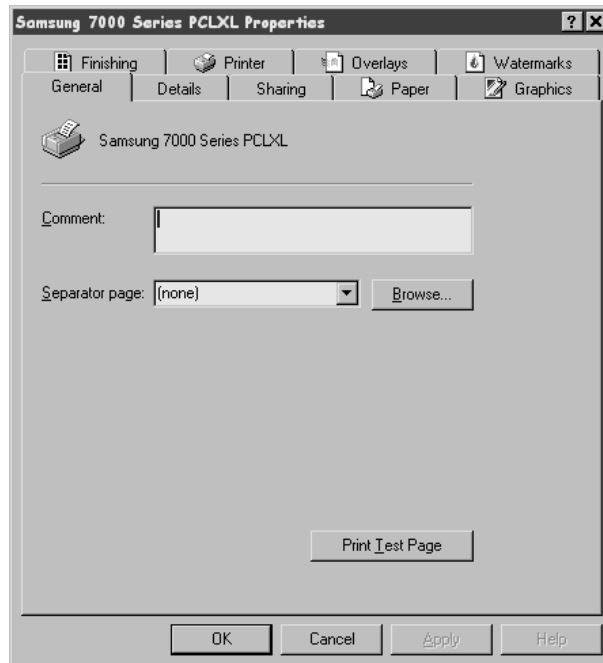 Samsung 7000 Series PCLXL Properties
Finishing Printer Overlays Watermarks
General Details Sharing Paper Graphics
Samsung 7000 Series PCLXL
Comment:
Separator page: (none) Browse...
Print Test Page
OK Cancel Apply Help